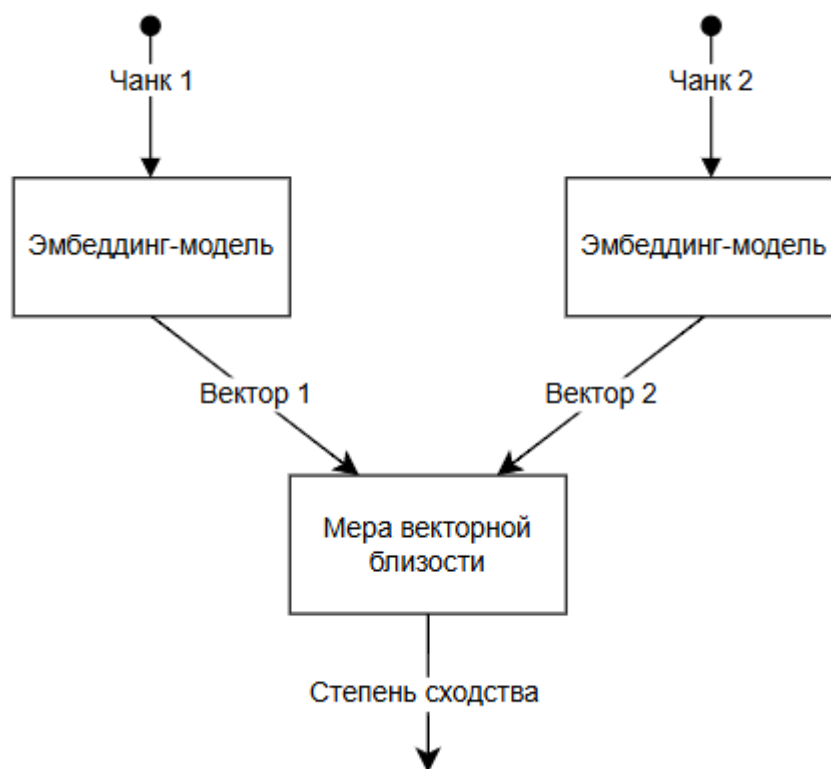 Чанк 1
Чанк 2
Эмбеддинг-модель
Эмбеддинг-модель
Вектор 1
Вектор 2
Мера векторной
близости
Степень сходства